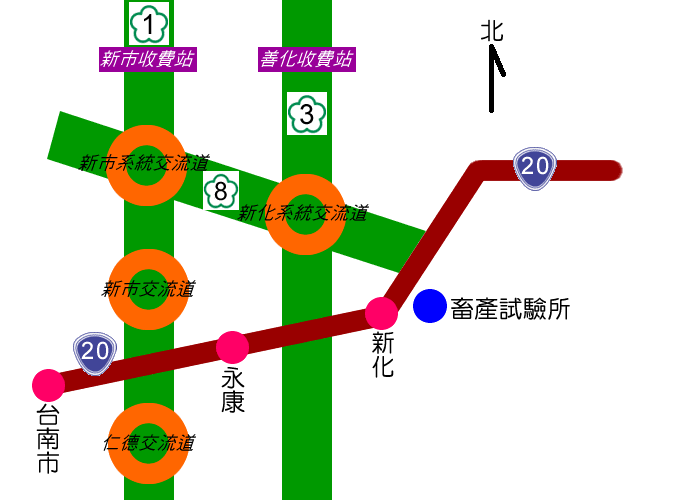 1
北
新市收費站
善化收費站
3
新市系統交流道
20
8
新化系統交流道
新市交流道
畜產試驗所
新化
20
永康
台南市
仁德交流道